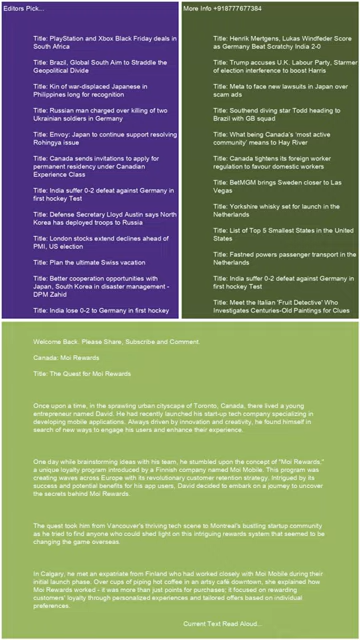 Editors Pick...
Title: PlayStation and Xbox Black Friday deals in
South Africa
Title: Brazil, Global South Aim to Straddle the
Geopolitical Divide
Title: Kin of war-displaced Japanese in
Philippines long for recognition
Title: Russian man charged over killing of two
Ukrainian soldiers in Germany
Title: Envoy: Japan to continue support resolving
Rohingya issue
Title: Canada sends invitations to apply for
permanent residency under Canadian
Experience Class
Title: India suffer 0-2 defeat against Germany in
first hockey Test
Title: Defense Secretary Lloyd Austin says North
Korea has deployed troops to Russia
Title: London stocks extend declines ahead of
PMI, US election
Title: Plan the ultimate Swiss vacation
Title: Better cooperation opportunities with
Japan, South Korea in disaster management -
DPM Zahid
Title: India lose 0-2 to Germany in first hockey
More Info +918777677384
Title: Henrik Mertgens, Lukas Windfeder Score
as Germany Beat Scratchy India 2-0
Title: Trump accuses U.K. Labour Party, Starmer
of election interference to boost Harris
Title: Meta to face new lawsuits in Japan over
scam ads
Title: Southend diving star Todd heading to
Brazil with GB squad
Title: What being Canada's 'most active
community' means to Hay River
Title: Canada tightens its foreign worker
regulation to favour domestic workers
Title: BetMGM brings Sweden closer to Las
Vegas
Title: Yorkshire whisky set for launch in the
Netherlands
Title: List of Top 5 Smallest States in the United
States
Title: Fastned powers passenger transport in the
Netherlands
Title: India suffer 0-2 defeat against Germany in
first hockey Test
Title: Meet the Italian 'Fruit Detective' Who
Investigates Centuries-Old Paintings for Clues
Welcome Back. Please Share, Subscribe and Comment.
Canada: Moi Rewards
Title: The Quest for Moi Rewards
Once upon a time, in the sprawling urban cityscape of Toronto, Canada, there lived a young
entrepreneur named David. He had recently launched his start-up tech company specializing in
developing mobile applications. Always driven by innovation and creativity, he found himself in
search of new ways to engage his users and enhance their experience.
One day while brainstorming ideas with his team, he stumbled upon the concept of "Moi Rewards,"
a unique loyalty program introduced by a Finnish company named Moi Mobile. This program was
creating waves across Europe with its revolutionary customer retention strategy. Intrigued by its
success and potential benefits for his app users, David decided to embark on a journey to uncover
the secrets behind Moi Rewards.
The quest took him from Vancouver's thriving tech scene to Montreal's bustling startup community
as he tried to find anyone who could shed light on this intriguing rewards system that seemed to be
changing the game overseas.
In Calgary, he met an expatriate from Finland who had worked closely with Moi Mobile during their
initial launch phase. Over cups of piping hot coffee in an artsy café downtown, she explained how
Moi Rewards worked - it was more than just points for purchases; it focused on rewarding
customers' loyalty through personalized experiences and tailored offers based on individual
preferences.
Current Text Read Aloud...